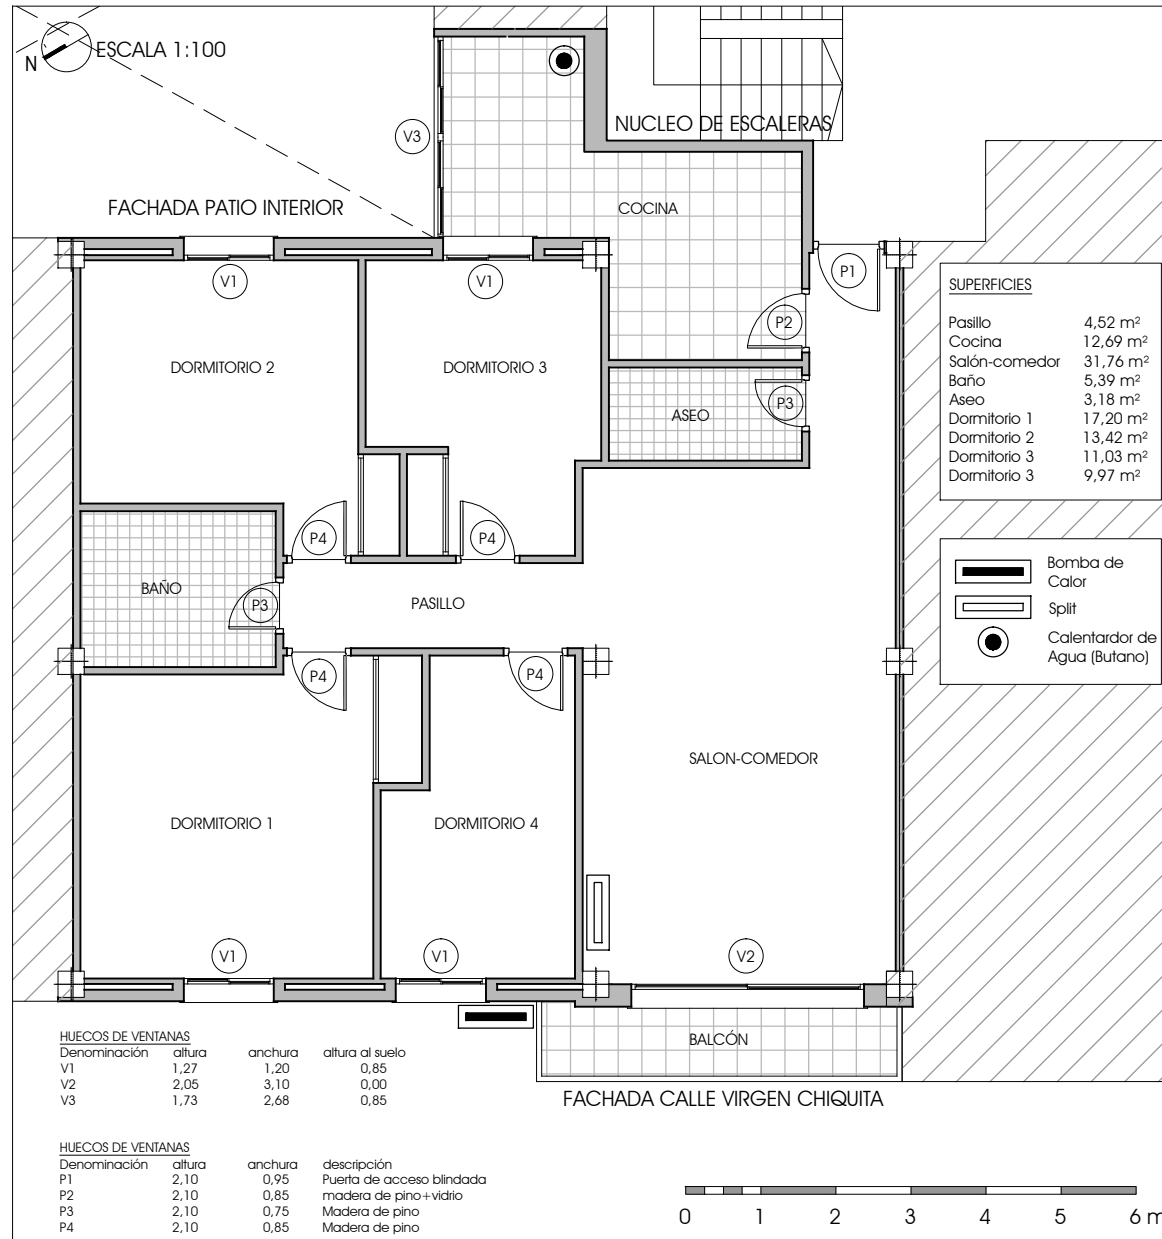 N
ESCALA 1:100
NUCLEO DE ESCALERAS
V3
FACHADA PATIO INTERIOR
COCINA
V1
V1
P1
P2
DORMITORIO 2
DORMITORIO 3
P3
ASEO
SUPERFICIES
Pasillo 4,52 m²
Cocina 12,69 m²
Salón-comedor 31,76 m²
Baño 5,39 m²
Aseo 3,18 m²
Dormitorio 1 17,20 m²
Dormitorio 2 13,42 m²
Dormitorio 3 11,03 m²
Dormitorio 3 9,97 m²
P4
P4
BAÑO
P3
PASILLO
Bomba de
Calor
Split
Calentardor de
Agua (Butano)
P4
P4
SALON-COMEDOR
DORMITORIO 1
DORMITORIO 4
V1
V1
V2
BALCÓN
FACHADA CALLE VIRGEN CHIQUITA
HUECOS DE VENTANAS
Denominación altura anchura altura al suelo
V1 1,27 1,20 0,85
V2 2,05 3,10 0,00
V3 1,73 2,68 0,85
HUECOS DE VENTANAS
Denominación altura anchura descripción
P1 2,10 0,95 Puerta de acceso blindada
P2 2,10 0,85 madera de pino+vidrio
P3 2,10 0,75 Madera de pino
P4 2,10 0,85 Madera de pino
0 1 2 3 4 5 6 m